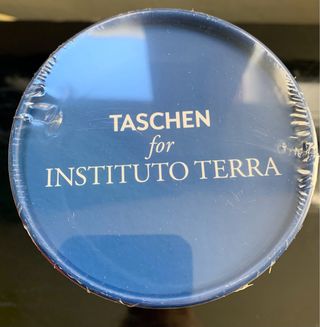 TASCHEN
for
INSTITUTO TERRA